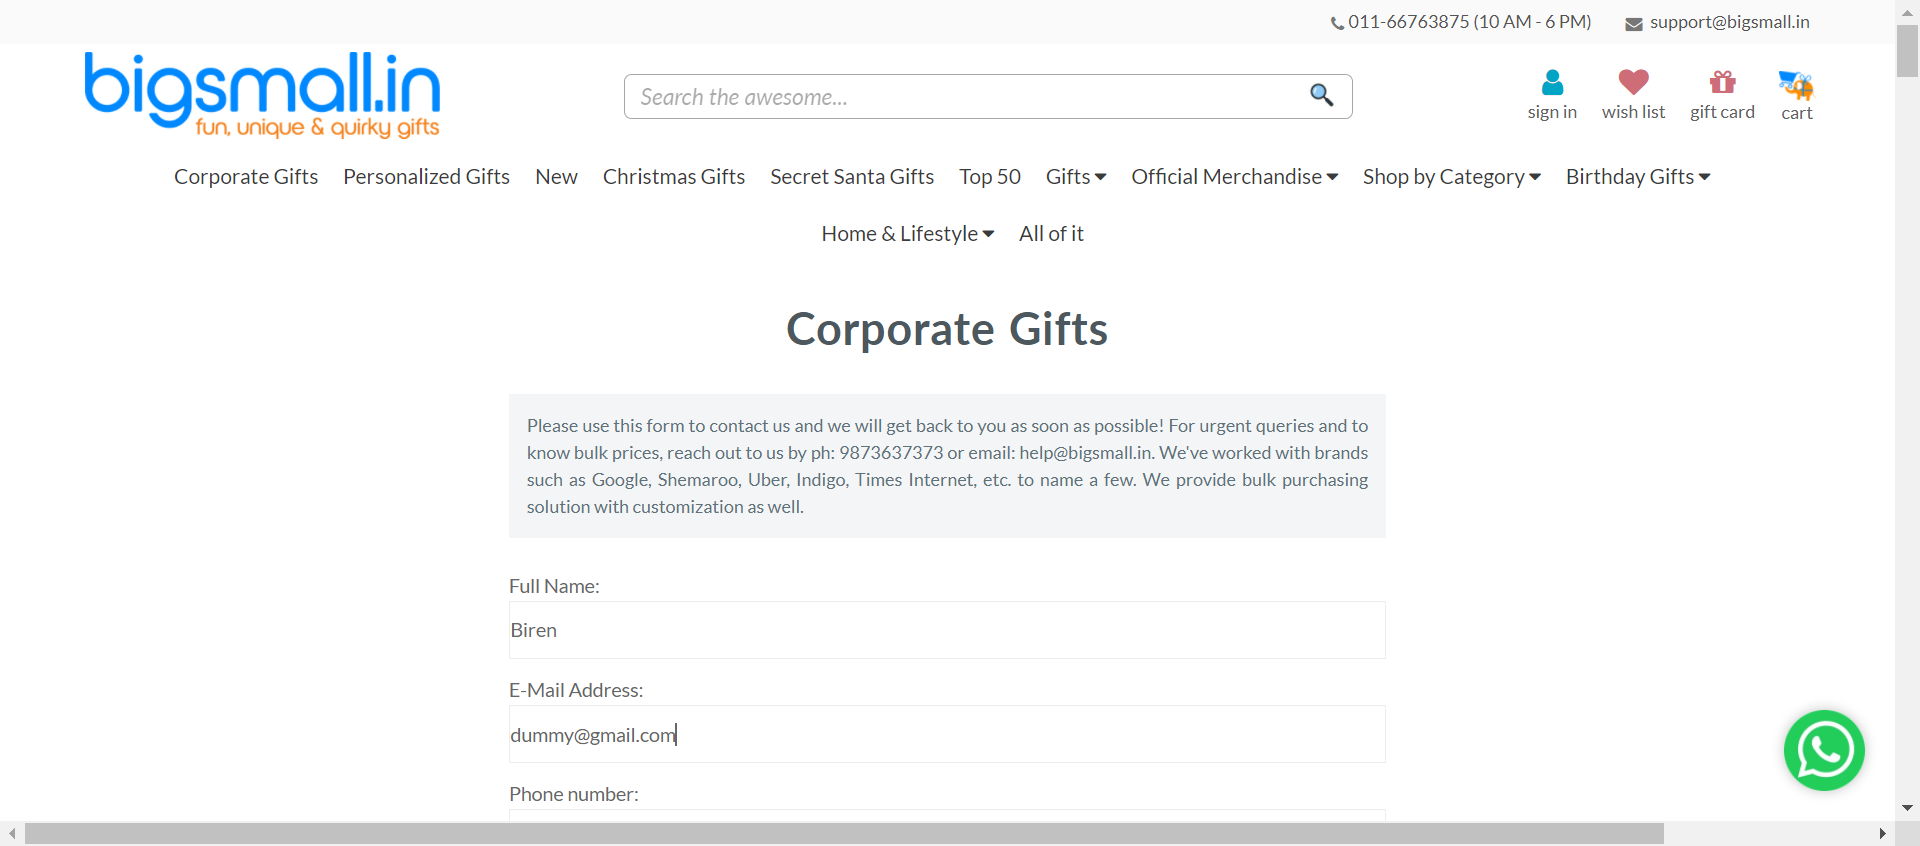 011-66763875 (10 AM - 6 PM) support@bigsmall.in
bigsmall.in
fun, unique & quirky gifts
Search the awesome...
sign in wish list gift card cart
Corporate Gifts Personalized Gifts New Christmas Gifts Secret Santa Gifts Top 50 Gifts Official Merchandise Shop by Category Birthday Gifts
Home & Lifestyle All of it
Corporate Gifts
Please use this form to contact us and we will get back to you as soon as possible! For urgent queries and to
know bulk prices, reach out to us by ph: 9873637373 or email: help@bigsmall.in. We've worked with brands
such as Google, Shemaroo, Uber, Indigo, Times Internet, etc. to name a few. We provide bulk purchasing
solution with customization as well.
Full Name:
Biren
E-Mail Address:
dummy@gmail.com
Phone number: